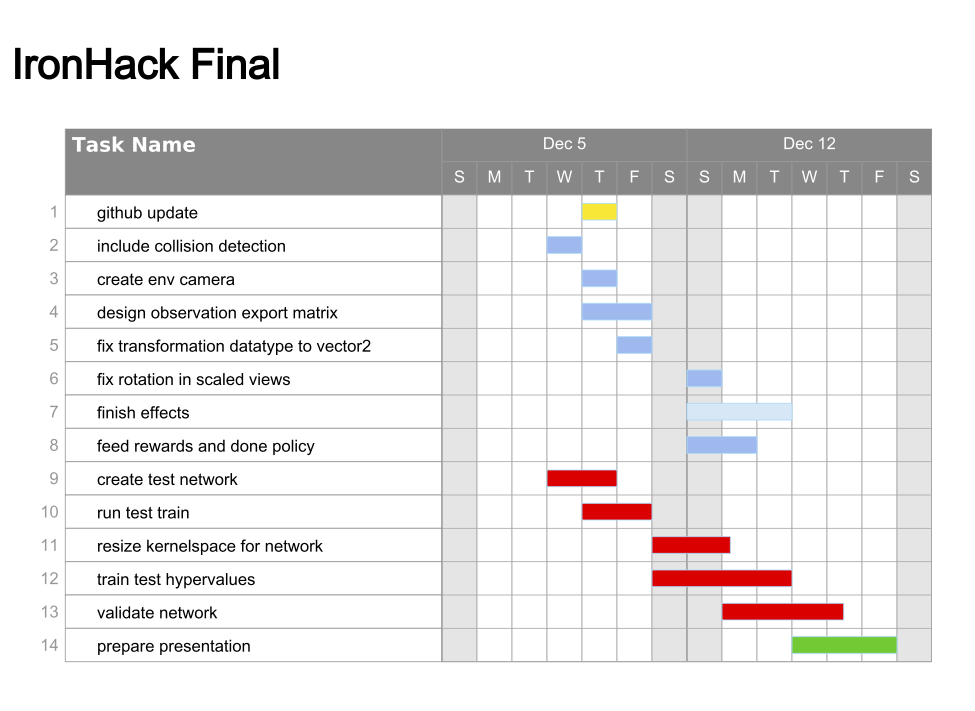 IronHack Final
Task Name
Dec 5 Dec 12
S M T W T F S S M T W T F S
1 github update
2 include collision detection
3 create env camera
4 design observation export matrix
5 fix transformation datatype to vector2
6 fix rotation in scaled views
7 finish effects
8 feed rewards and done policy
9 create test network
10 run test train
11 resize kernelspace for network
12 train test hypervalues
13 validate network
14 prepare presentation